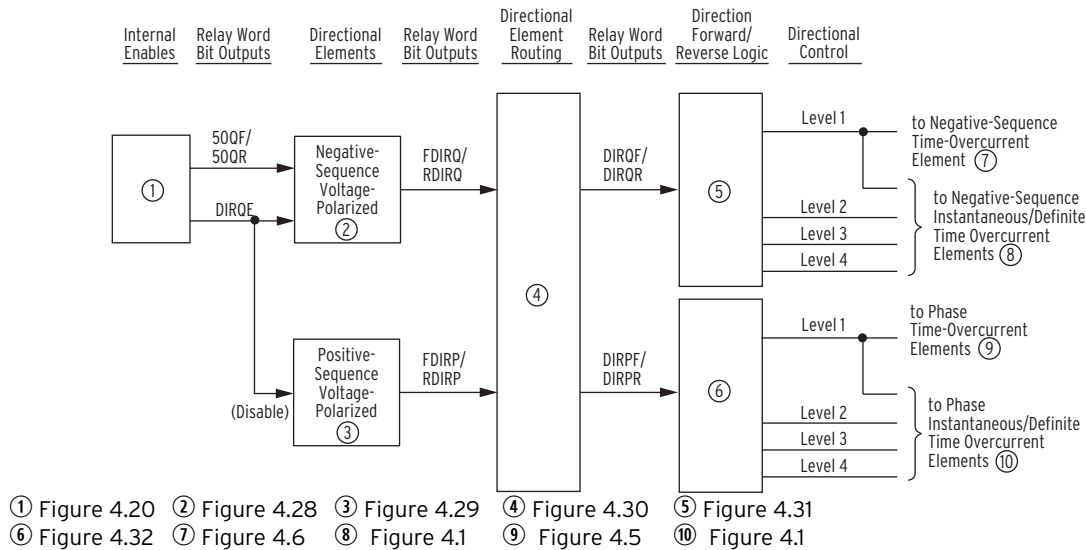 Internal
Enables
Relay Word
Bit Outputs
Directional
Elements
Relay Word
Bit Outputs
Directional
Element
Routing
Relay Word
Bit Outputs
Direction
Forward/
Reverse Logic
Directional
Control
①
50QF/
50QR
DIRQE
Negative-
Sequence
Voltage-
Polarized
②
FDIRQ/
RDIRQ
④
DIRQF/
DIRQR
⑤
Level 1
Level 2
Level 3
Level 4
to Negative-Sequence
Time-Overcurrent
Element ⑦
to Negative-Sequence
Instantaneous/Definite
Time Overcurrent
Elements ⑧
(Disable)
Positive-
Sequence
Voltage-
Polarized
③
FDIRP/
RDIRP
DIRPF/
DIRPR
⑥
Level 1
Level 2
Level 3
Level 4
to Phase
Time-Overcurrent
Elements ⑨
to Phase
Instantaneous/Definite
Time Overcurrent
Elements ⑩
① Figure 4.20 ② Figure 4.28 ③ Figure 4.29 ④ Figure 4.30 ⑤ Figure 4.31
⑥ Figure 4.32 ⑦ Figure 4.6 ⑧ Figure 4.1 ⑨ Figure 4.5 ⑩ Figure 4.1